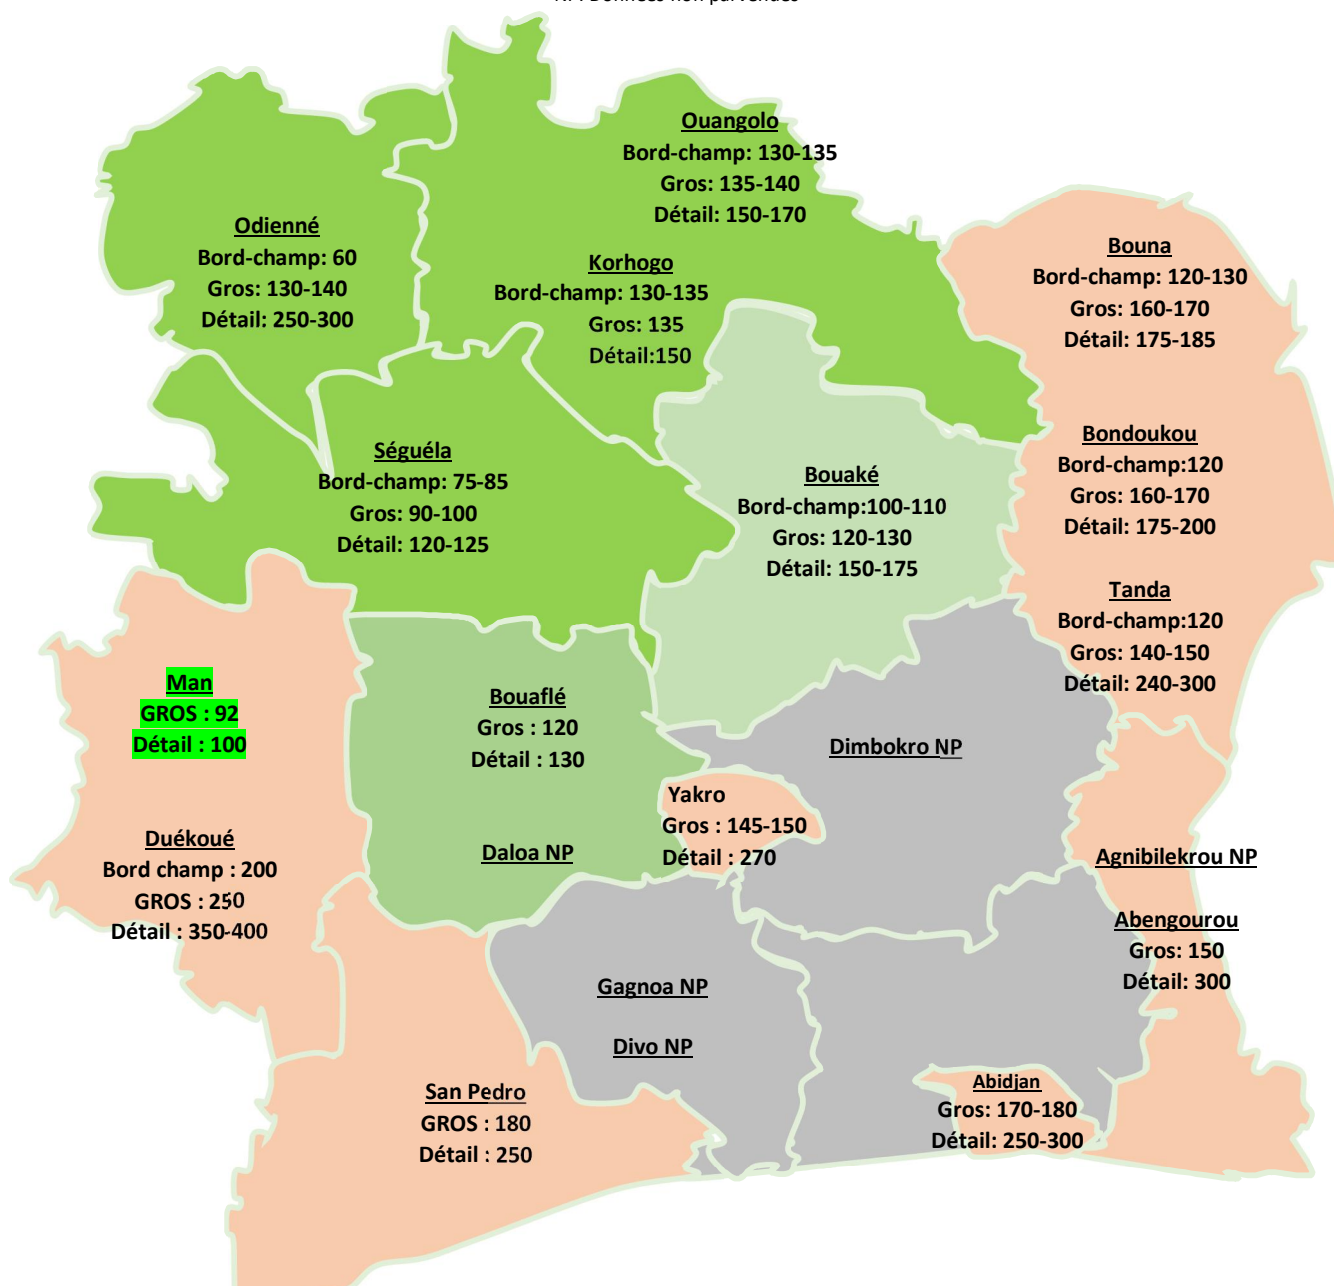 NP: Données non parvenues
Ouangolo
Bord-champ: 130-135
Gros: 135-140
Détail: 150-170
Odienné
Bord-champ: 60
Gros: 130-140
Détail: 250-300
Korhogo
Bord-champ: 130-135
Gros: 135
Détail:150
Bouna
Bord-champ: 120-130
Gros: 160-170
Détail: 175-185
Séguéla
Bord-champ: 75-85
Gros: 90-100
Détail: 120-125
Bouaké
Bord-champ:100-110
Gros: 120-130
Détail: 150-175
Bondoukou
Bord-champ:120
Gros: 160-170
Détail: 175-200
Tanda
Bord-champ:120
Gros: 140-150
Détail: 240-300
Man
GROS : 92
Détail : 100
Bouaflé
Gros : 120
Détail : 130
Dimbokro NP
Yakro
Gros : 145-150
Détail : 270
Duékoué
Bord champ : 200
GROS : 250
Détail : 350-400
Daloa NP
Agnibilekrou NP
Abengourou
Gros: 150
Détail: 300
Gagnoa NP
Divo NP
San Pedro
GROS : 180
Détail : 250
Abidjan
Gros: 170-180
Détail: 250-300